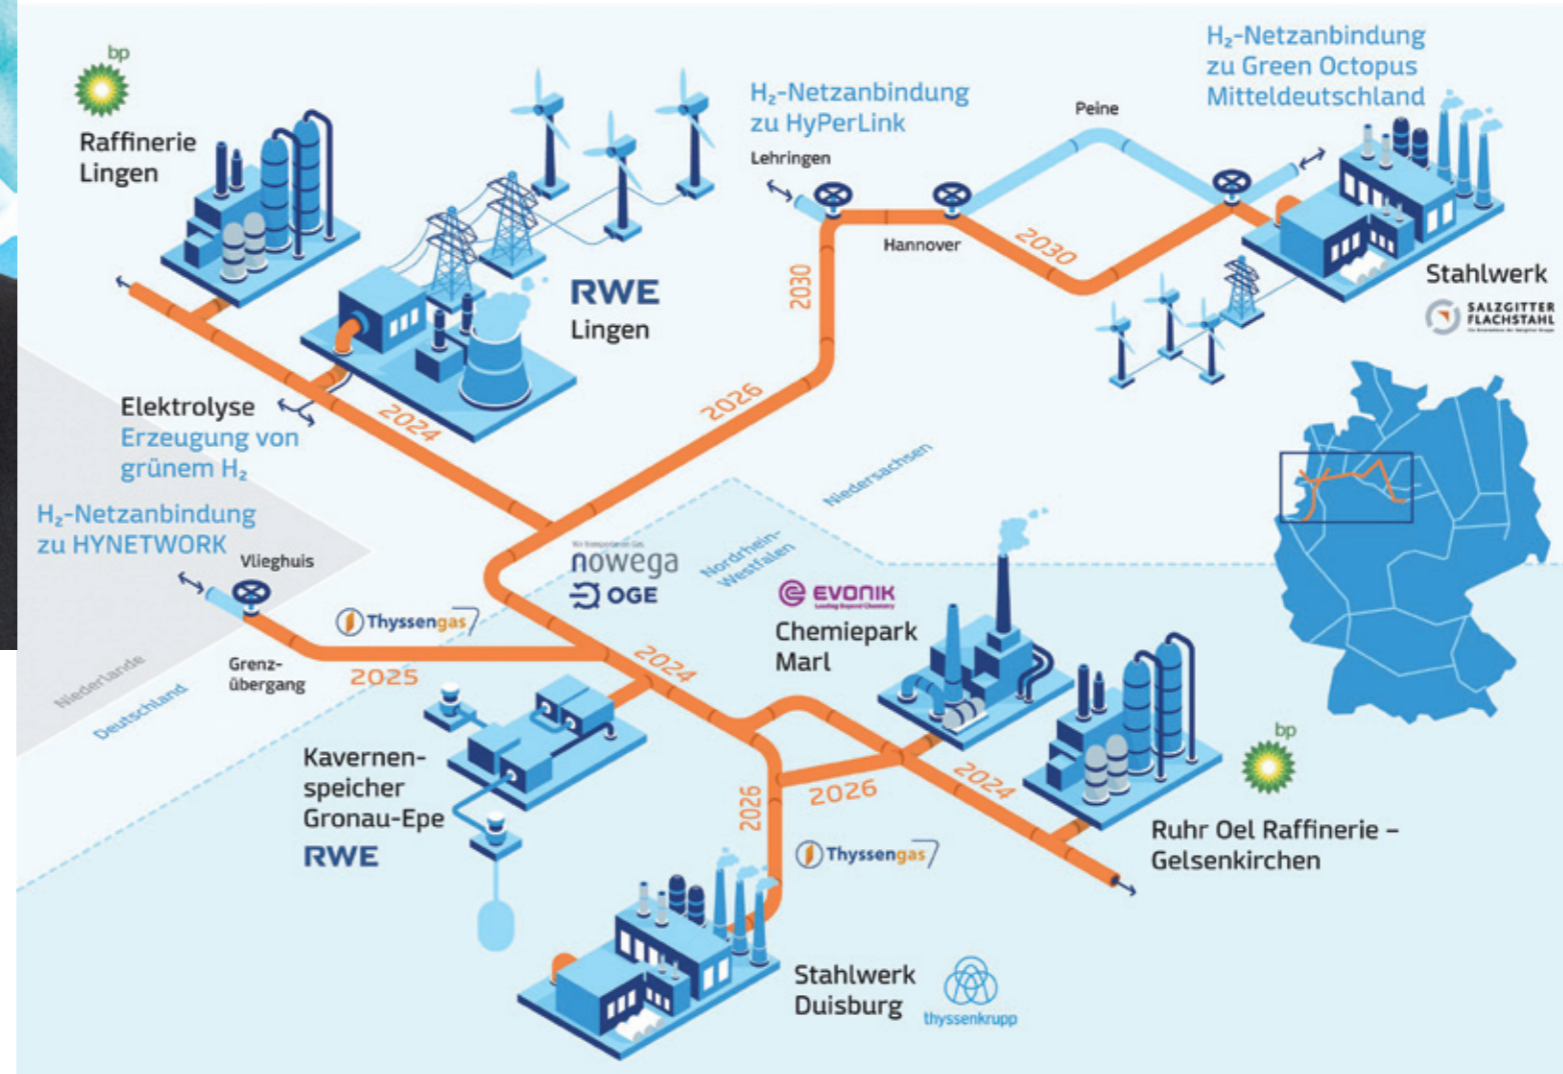 bp
Raffinerie
Lingen
RWE
Lingen
H₂-Netzanbindung
zu HyPerLink
Lehringen
Hannover
Peine
H₂-Netzanbindung
zu Green Octopus
Mitteldeutschland
2030
2030
Stahlwerk
SALZGITTER
FLACHSTAHL
Elektrolyse
Erzeugung von
grünem H₂
2024
2026
H₂-Netzanbindung
zu HYNETWORK
Vlieghuis
Niedersachsen
Nordrhein-
Westfalen
nowega
OGE
Thyssengas
Grenz-
übergang
2025
Niederlande
Deutschland
2024
EVONIK
Leading Beyond Chemistry
Chemiepark
Marl
Kavernen-
speicher
Gronau-Epe
RWE
2026
2026
2024
bp
Ruhr Oel Raffinerie –
Gelsenkirchen
Thyssengas
Stahlwerk
Duisburg
thyssenkrupp